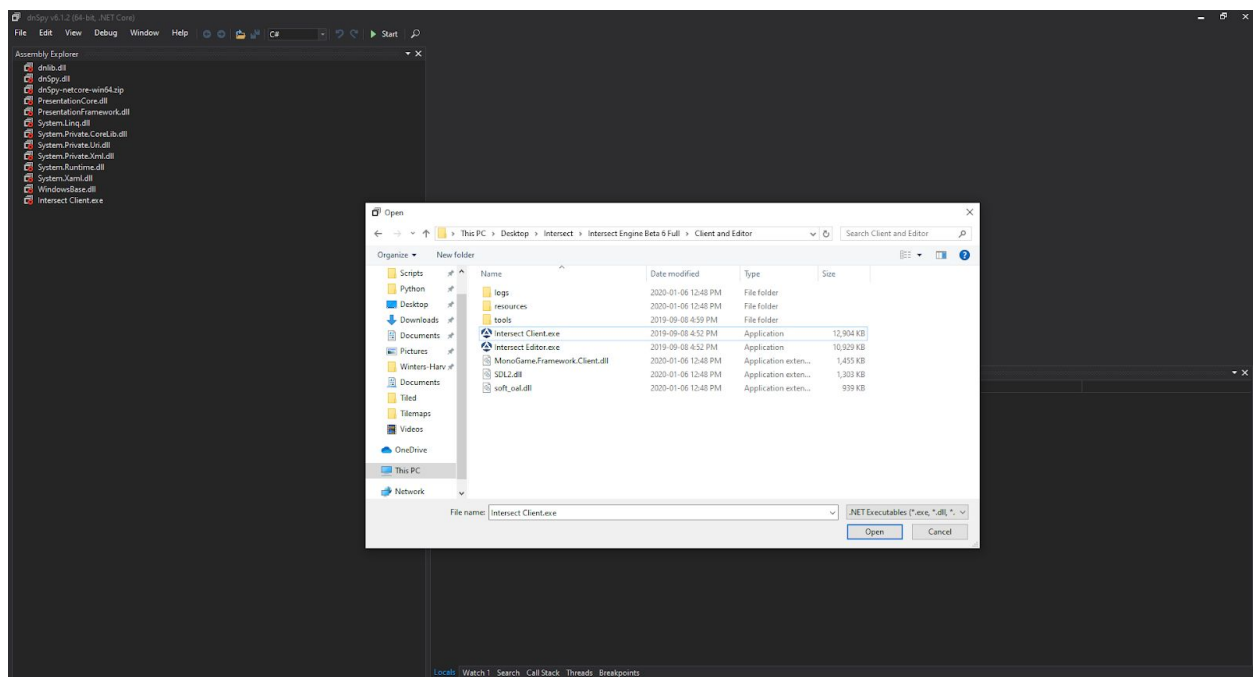 dnSpy v6.1.2 (64-bit, .NET Core)
File Edit View Debug Window Help C# Start
Assembly Explorer
dnlib.dll
dnSpy.dll
dnSpy-netcore-win64.zip
PresentationCore.dll
PresentationFramework.dll
System.Linq.dll
System.Private.CoreLib.dll
System.Private.Uri.dll
System.Private.Xml.dll
System.Runtime.dll
System.Xaml.dll
WindowsBase.dll
Intersect Client.exe
Open
This PC > Desktop > Intersect > Intersect Engine Beta 6 Full > Client and Editor Search Client and Editor
Organize New folder
Name Date modified Type Size
Scripts
Python
Desktop
Downloads
Documents
Pictures
Winters-Harv
Documents
Tiled
Tilemaps
Videos
OneDrive
This PC
Network
logs 2020-01-06 12:48 PM File folder
resources 2020-01-06 12:48 PM File folder
tools 2019-09-08 4:59 PM File folder
Intersect Client.exe 2019-09-08 4:52 PM Application 12,904 KB
Intersect Editor.exe 2019-09-08 4:52 PM Application 10,929 KB
MonoGame.Framework.Client.dll 2020-01-06 12:48 PM Application exten... 1,455 KB
SDL2.dll 2020-01-06 12:48 PM Application exten... 1,303 KB
soft_oal.dll 2020-01-06 12:48 PM Application exten... 939 KB
File name: Intersect Client.exe .NET Executables (*.exe, *.dll, *.
Open Cancel
Locals Watch 1 Search Call Stack Threads Breakpoints